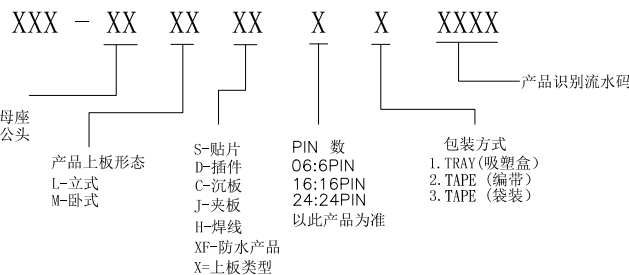 XXX - XX XX XX X X XXXX
产品识别流水码
母座
公头
产品上板形态
L-立式
M-卧式
S-贴片
D-插件
C-沉板
J-夹板
H-焊线
XF-防水产品
X=上板类型
PIN 数
06:6PIN
16:16PIN
24:24PIN
以此产品为准
包装方式
1. TRAY(吸塑盒)
2. TAPE (编带)
3. TAPE (袋装)